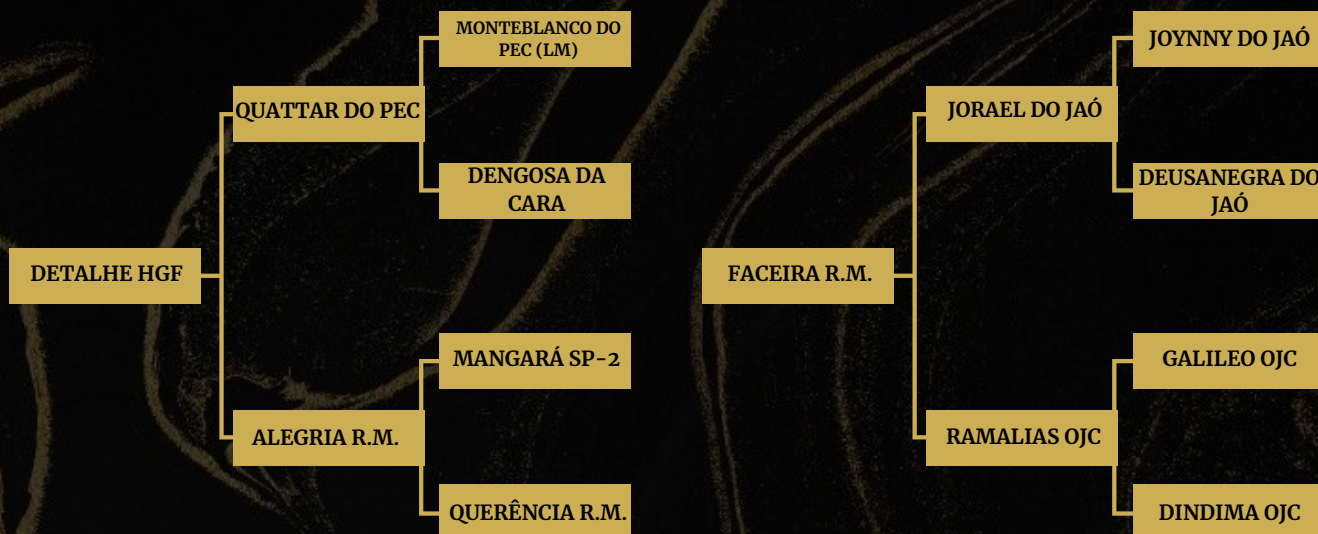 MONTEBLANCO DO
PEC (LM)
QUATTAR DO PEC
DENGOSA DA
CARA
DETALHE HGF
MANGARÁ SP-2
ALEGRIA R.M.
QUERÊNCIA R.M.
JOYNNY DO JAÓ
JORAEL DO JAÓ
DEUSANEGRA DO
JAÓ
FACEIRA R.M.
GALILEO OJC
RAMALIAS OJC
DINDIMA OJC